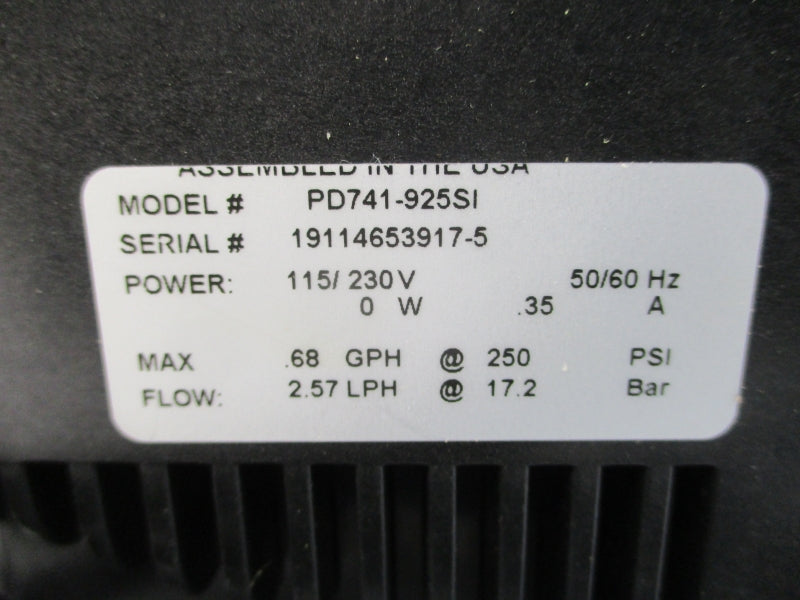 ASSEMBLED IN THE USA
MODEL # PD741-925SI
SERIAL # 19114653917-5
POWER: 115/ 230 V 50/60 Hz
0 W .35 A
MAX .68 GPH @ 250 PSI
FLOW: 2.57 LPH @ 17.2 Bar